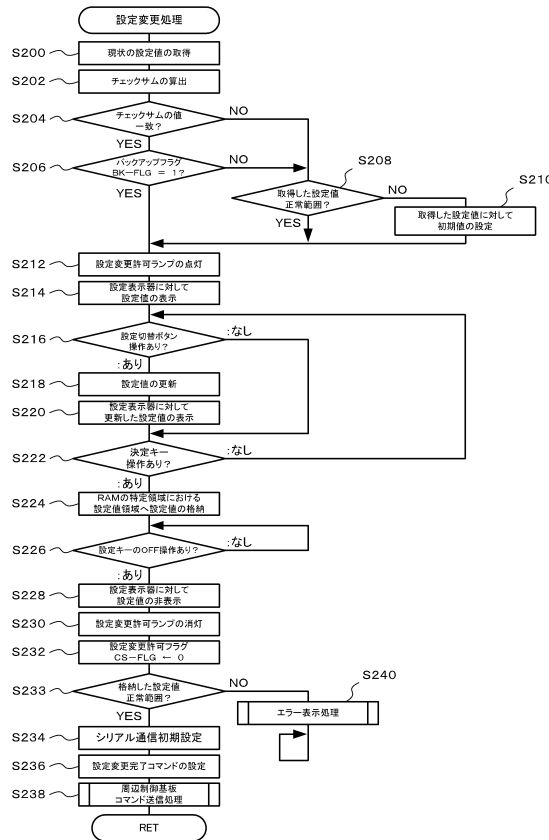 設定変更処理
S200
現状の設定値の取得
S202
チェックサムの算出
S204
チェックサムの値
一致?
NO
YES
S206
バックアップフラグ
BK-FLG = 1?
NO
YES
S208
取得した設定値
正常範囲?
NO
YES
S210
取得した設定値に対して
初期値の設定
S212
設定変更許可ランプの点灯
S214
設定表示器に対して
設定値の表示
S216
設定切替ボタン
操作あり?
:なし
:あり
S218
設定値の更新
S220
設定表示器に対して
更新した設定値の表示
S222
決定キー
操作あり?
:なし
:あり
S224
RAMの特定領域における
設定値領域へ設定値の格納
S226
設定キーのOFF操作あり?
:なし
:あり
S228
設定表示器に対して
設定値の非表示
S230
設定変更許可ランプの消灯
S232
設定変更許可フラグ
CS-FLG ← 0
S233
格納した設定値
正常範囲?
NO
YES
S240
エラー表示処理
S234
シリアル通信初期設定
S236
設定変更完了コマンドの設定
S238
周辺制御基板
コマンド送信処理
RET